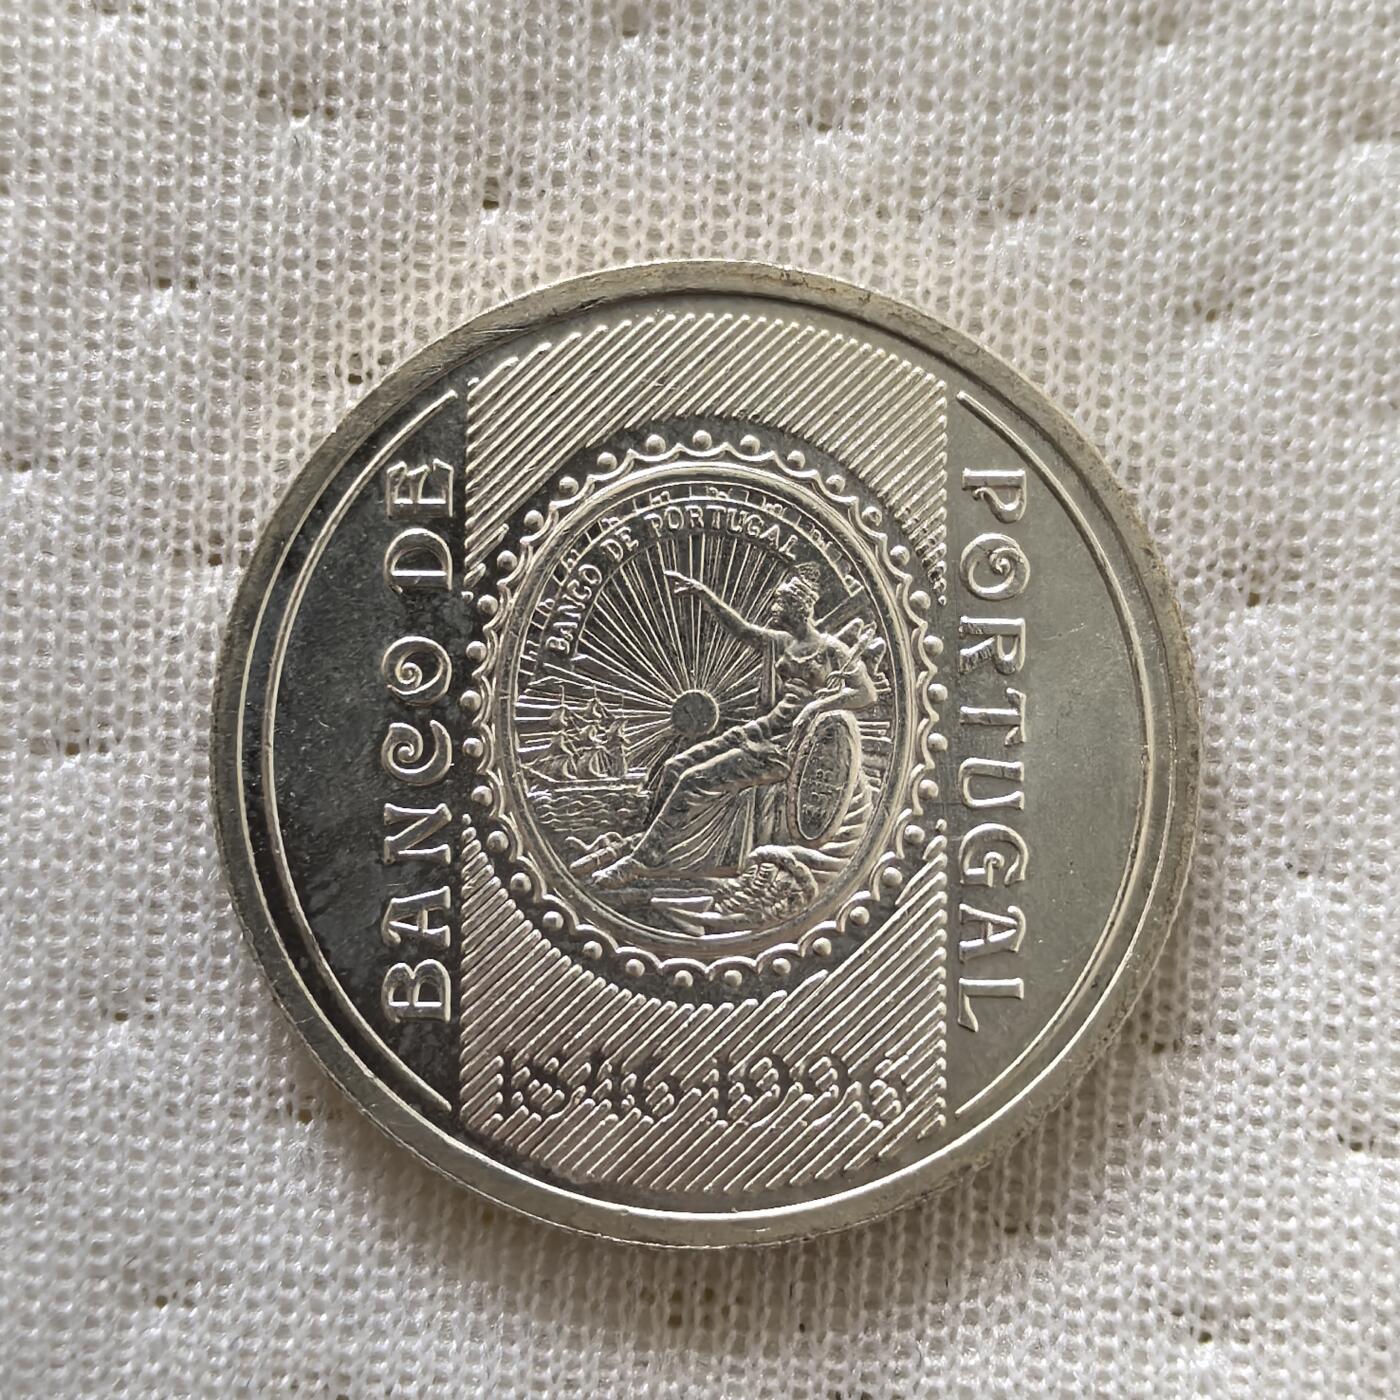 BANCO DE
BANCO DE PORTUGAL
PORTUGAL
1846 1996